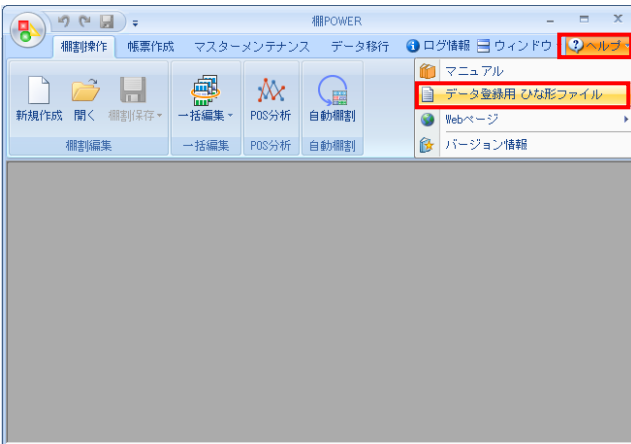 棚POWER
棚割操作 帳票作成 マスターメンテナンス データ移行 ログ情報 ウィンドウ ヘルプ
マニュアル
データ登録用 ひな形ファイル
Webページ
バージョン情報
新規作成 開く 棚割保存 一括編集 POS分析 自動棚割
棚割編集 一括編集 POS分析 自動棚割